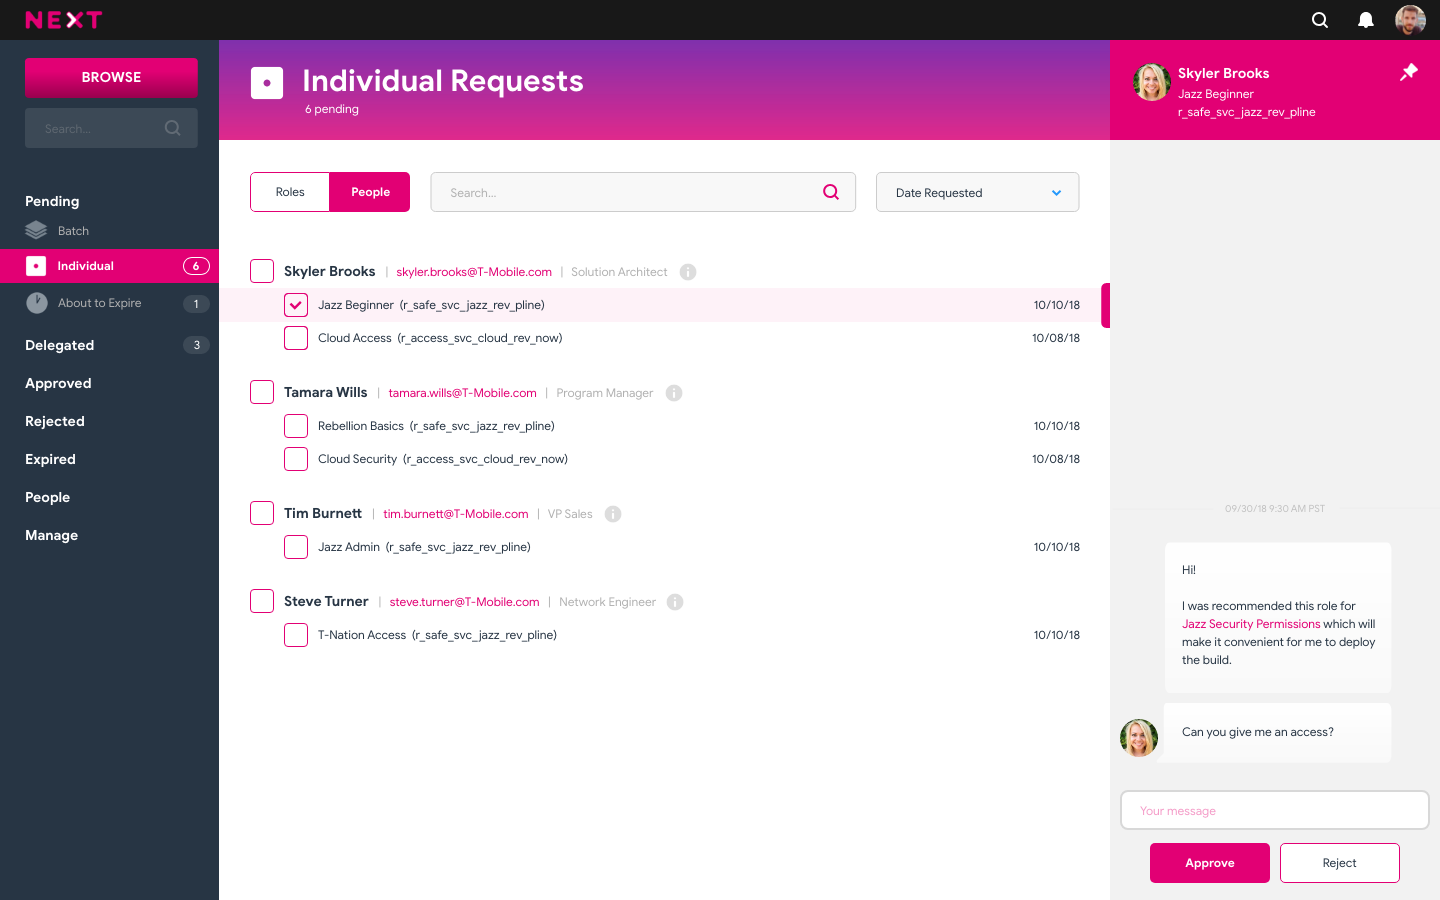 NEXT
BROWSE
Search...
Pending
Batch
Individual 6
About to Expire 1
Delegated 3
Approved
Rejected
Expired
People
Manage
Individual Requests
6 pending
Roles People Search... Date Requested
Skyler Brooks | skyler.brooks@T-Mobile.com | Solution Architect i
Jazz Beginner (r_safe_svc_jazz_rev_pline) 10/10/18
Cloud Access (r_access_svc_cloud_rev_now) 10/08/18
Tamara Wills | tamara.wills@T-Mobile.com | Program Manager i
Rebellion Basics (r_safe_svc_jazz_rev_pline) 10/10/18
Cloud Security (r_access_svc_cloud_rev_now) 10/08/18
Tim Burnett | tim.burnett@T-Mobile.com | VP Sales i
Jazz Admin (r_safe_svc_jazz_rev_pline) 10/10/18
Steve Turner | steve.turner@T-Mobile.com | Network Engineer i
T-Nation Access (r_safe_svc_jazz_rev_pline) 10/10/18
Skyler Brooks
Jazz Beginner
r_safe_svc_jazz_rev_pline
09/30/18 9:30 AM PST
Hi!
I was recommended this role for
Jazz Security Permissions which will
make it convenient for me to deploy
the build.
Can you give me an access?
Your message
Approve Reject